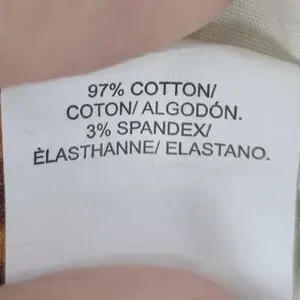 97% COTTON/
COTON/ ALGODÓN.
3% SPANDEX/
ÈLASTHANNE/ ELASTANO.